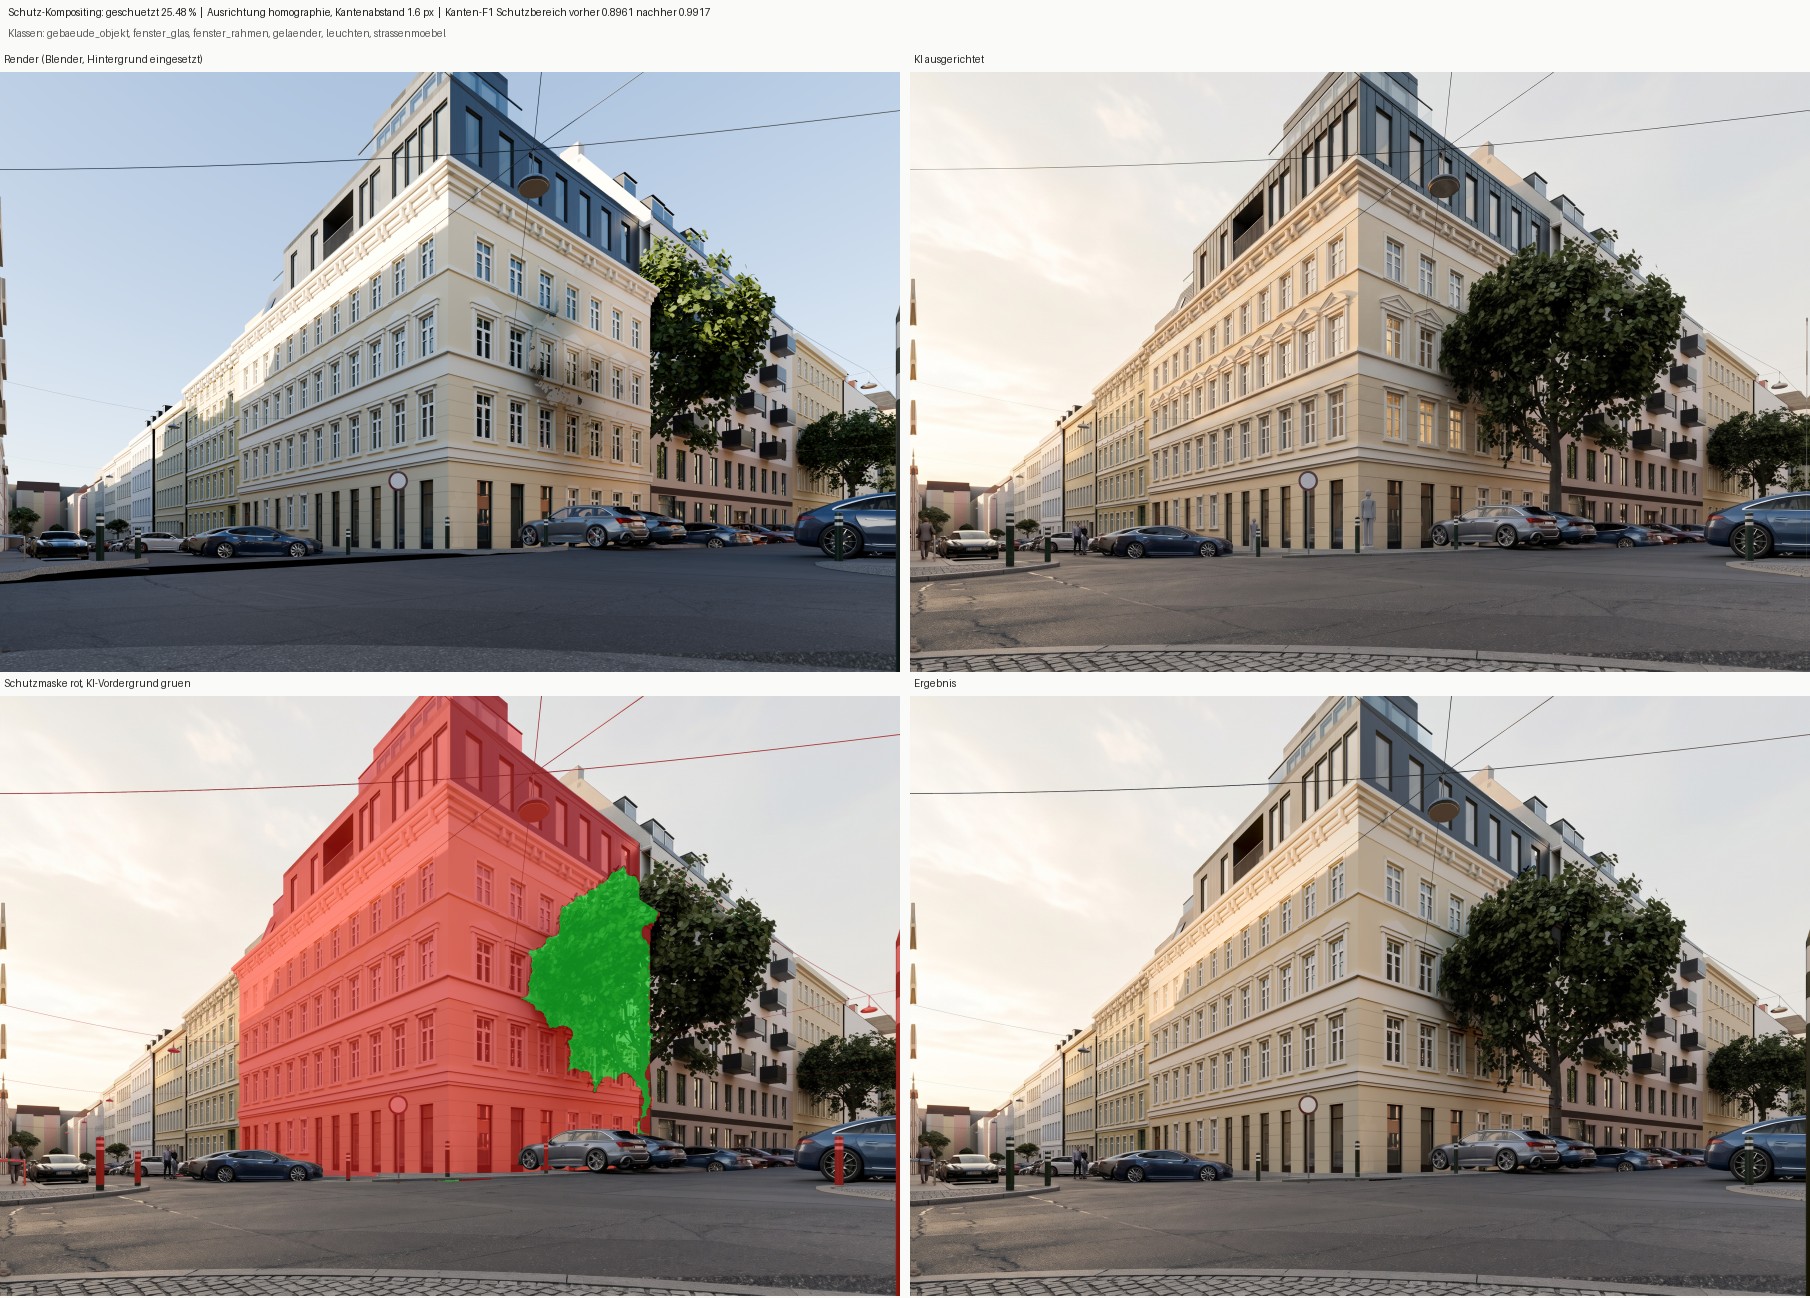 Schutz-Kompositing: geschuetzt 25.48 % | Ausrichtung homographie, Kantenabstand 1.6 px | Kanten-F1 Schutzbereich vorher 0.8961 nachher 0.9917
Klassen: gebaeude_objekt, fenster_glas, fenster_rahmen, gelaender, leuchten, strassenmoebel
Render (Blender, Hintergrund eingesetzt)
KI ausgerichtet
Schutzmaske rot, KI-Vordergrund gruen
Ergebnis